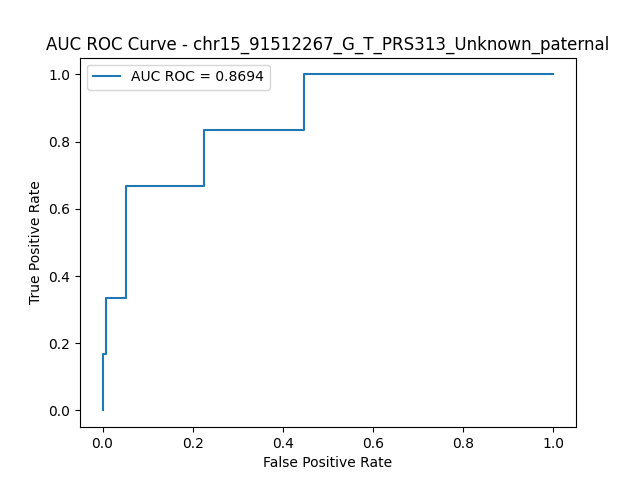 AUC ROC Curve - chr15_91512267_G_T_PRS313_Unknown_paternal
AUC ROC = 0.8694
True Positive Rate
1.0
0.8
0.6
0.4
0.2
0.0
0.0 0.2 0.4 0.6 0.8 1.0
False Positive Rate